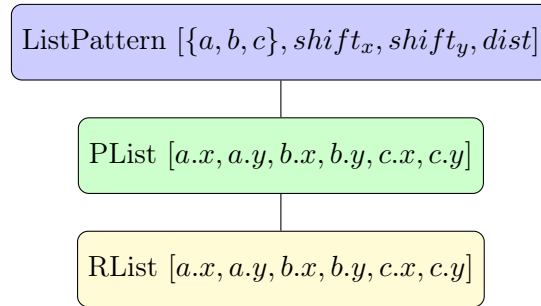 ListPattern [{a, b, c}, shift_x, shift_y, dist]
PList [a.x, a.y, b.x, b.y, c.x, c.y]
RList [a.x, a.y, b.x, b.y, c.x, c.y]